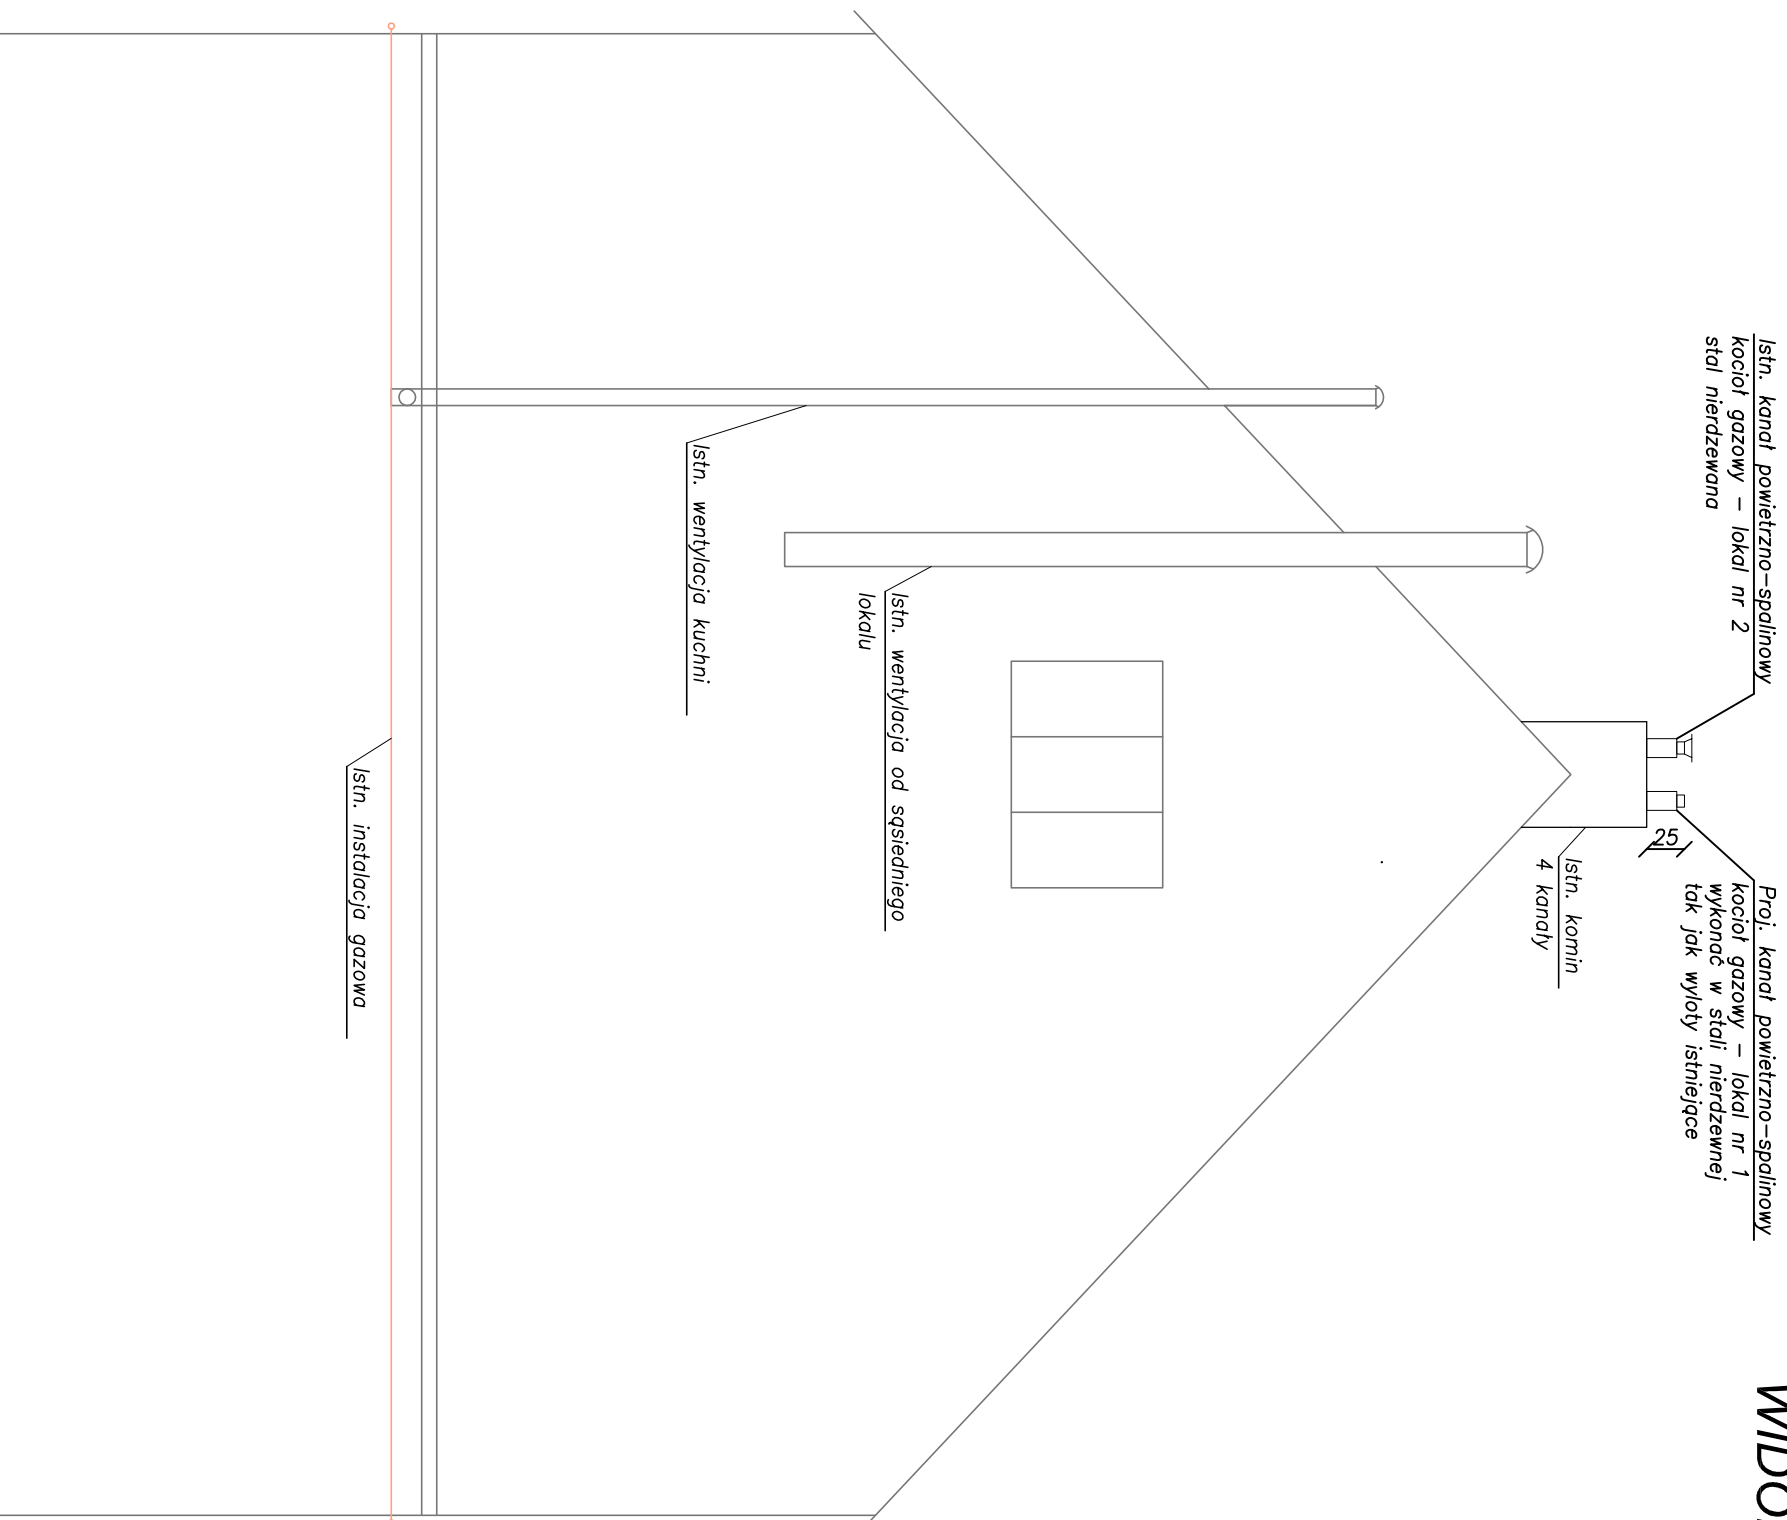 Istn. kanał powietrzno-spalinowy
kocioł gazowy - lokal nr 2
stal nierdzewana
Proj. kanał powietrzno-spalinowy
kocioł gazowy - lokal nr 1
wykonać w stali nierdzewnej
tak jak wyloty istniejące
25
Istn. komin
4 kanały
Istn. wentylacja od sąsiedniego
lokalu
Istn. wentylacja kuchni
Istn. instalacja gazowa